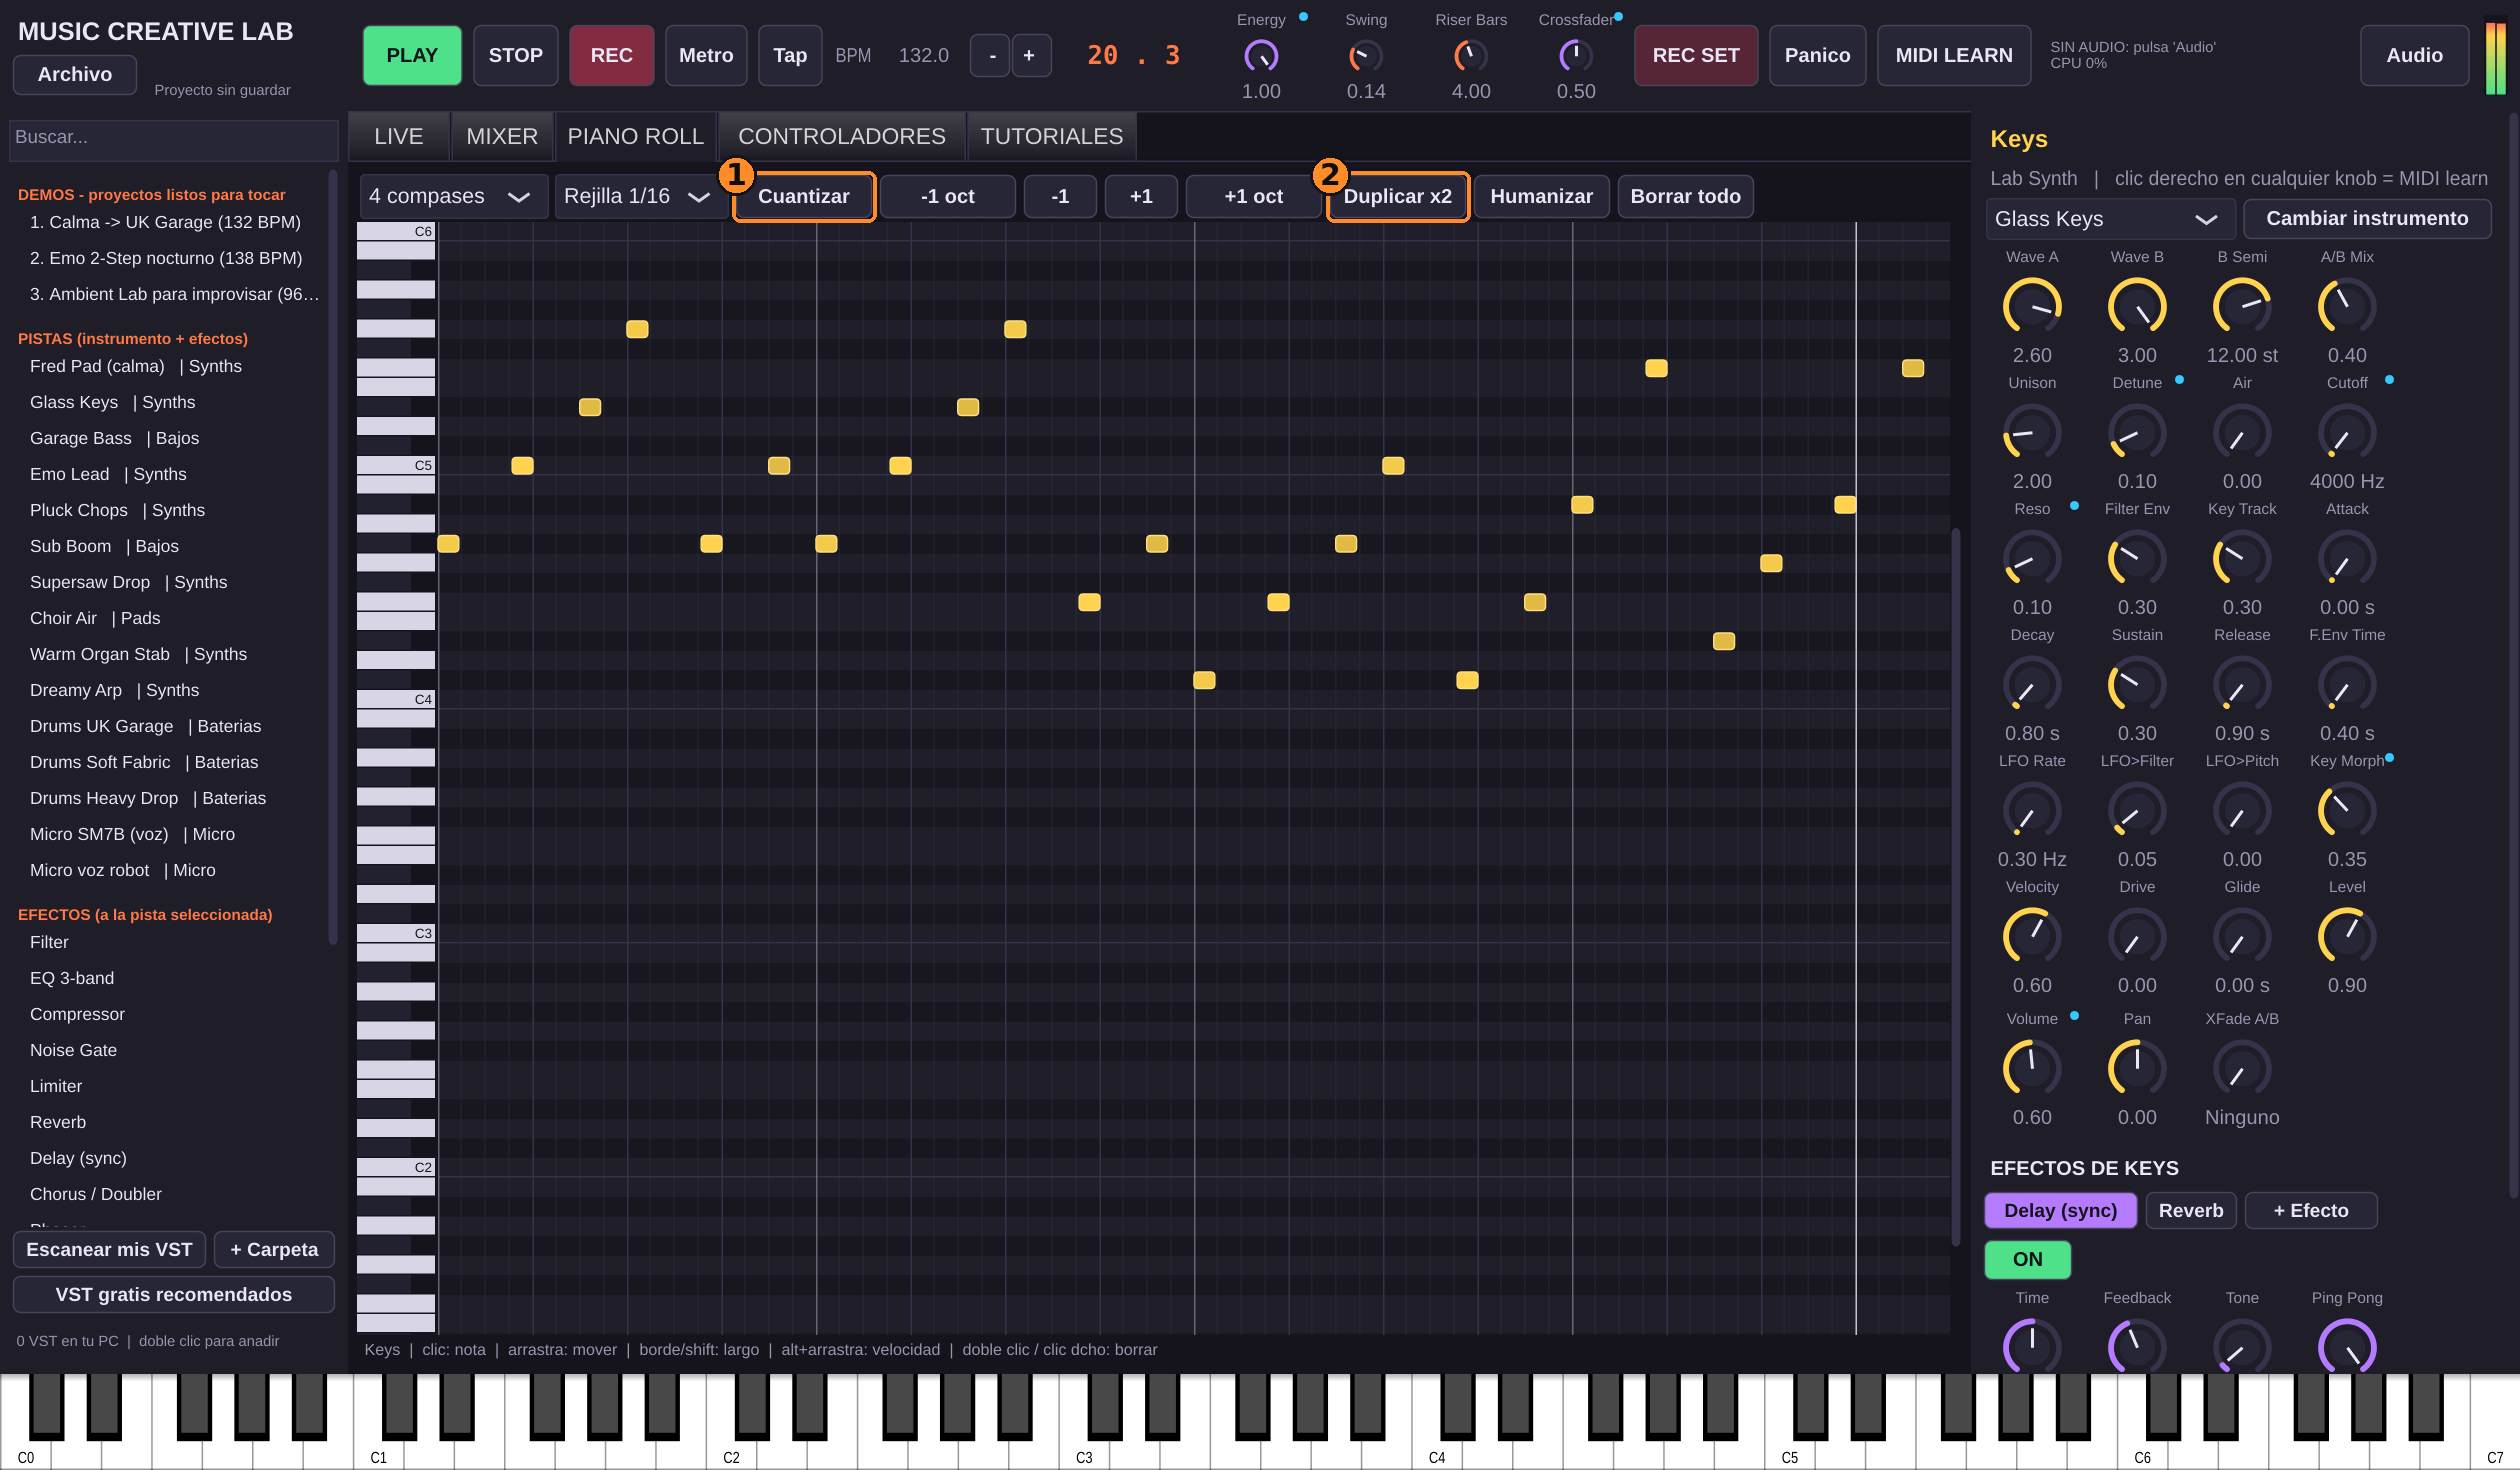 MUSIC CREATIVE LAB
Archivo
Proyecto sin guardar
PLAY
STOP
REC
Metro
Tap
BPM
132.0
-
+
20 . 3
Energy
1.00
Swing
0.14
Riser Bars
4.00
Crossfader
0.50
REC SET
Panico
MIDI LEARN
SIN AUDIO: pulsa 'Audio'
CPU 0%
Audio
Buscar...
DEMOS - proyectos listos para tocar
1. Calma -> UK Garage (132 BPM)
2. Emo 2-Step nocturno (138 BPM)
3. Ambient Lab para improvisar (96...
PISTAS (instrumento + efectos)
Fred Pad (calma) | Synths
Glass Keys | Synths
Garage Bass | Bajos
Emo Lead | Synths
Pluck Chops | Synths
Sub Boom | Bajos
Supersaw Drop | Synths
Choir Air | Pads
Warm Organ Stab | Synths
Dreamy Arp | Synths
Drums UK Garage | Baterias
Drums Soft Fabric | Baterias
Drums Heavy Drop | Baterias
Micro SM7B (voz) | Micro
Micro voz robot | Micro
EFECTOS (a la pista seleccionada)
Filter
EQ 3-band
Compressor
Noise Gate
Limiter
Reverb
Delay (sync)
Chorus / Doubler
Escanear mis VST
+ Carpeta
VST gratis recomendados
0 VST en tu PC | doble clic para anadir
LIVE
MIXER
PIANO ROLL
CONTROLADORES
TUTORIALES
4 compases
Rejilla 1/16
1
Cuantizar
-1 oct
-1
+1
+1 oct
2
Duplicar x2
Humanizar
Borrar todo
C6
C5
C4
C3
C2
Keys | clic: nota | arrastra: mover | borde/shift: largo | alt+arrastra: velocidad | doble clic / clic dcho: borrar
Keys
Lab Synth | clic derecho en cualquier knob = MIDI learn
Glass Keys
Cambiar instrumento
Wave A Wave B B Semi A/B Mix
2.60 3.00 12.00 st 0.40
Unison Detune Air Cutoff
2.00 0.10 0.00 4000 Hz
Reso Filter Env Key Track Attack
0.10 0.30 0.30 0.00 s
Decay Sustain Release F.Env Time
0.80 s 0.30 0.90 s 0.40 s
LFO Rate LFO>Filter LFO>Pitch Key Morph
0.30 Hz 0.05 0.00 0.35
Velocity Drive Glide Level
0.60 0.00 0.00 s 0.90
Volume Pan XFade A/B
0.60 0.00 Ninguno
EFECTOS DE KEYS
Delay (sync)
Reverb
+ Efecto
ON
Time Feedback Tone Ping Pong
C0 C1 C2 C3 C4 C5 C6 C7